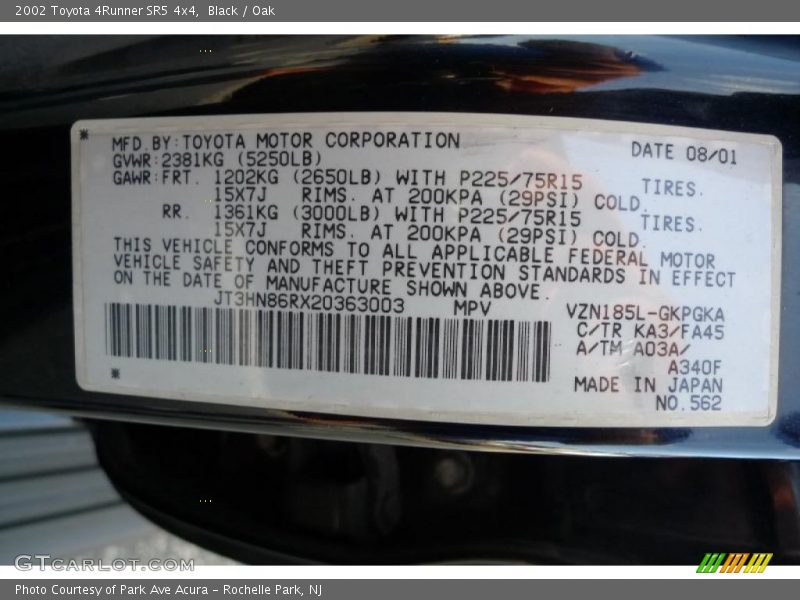 2002 Toyota 4Runner SR5 4x4, Black / Oak
MFD.BY:TOYOTA MOTOR CORPORATION DATE 08/01
GVWR:2381KG (5250LB)
GAWR:FRT. 1202KG (2650LB) WITH P225/75R15 TIRES.
15X7J RIMS. AT 200KPA (29PSI) COLD.
RR. 1361KG (3000LB) WITH P225/75R15 TIRES.
15X7J RIMS. AT 200KPA (29PSI) COLD.
THIS VEHICLE CONFORMS TO ALL APPLICABLE FEDERAL MOTOR
VEHICLE SAFETY AND THEFT PREVENTION STANDARDS IN EFFECT
ON THE DATE OF MANUFACTURE SHOWN ABOVE.
JT3HN86RX20363003 MPV VZN185L-GKPGKA
C/TR KA3/FA45
A/TM A03A/
A340F
MADE IN JAPAN
NO.562
GTCarLot.com
Photo Courtesy of Park Ave Acura - Rochelle Park, NJ